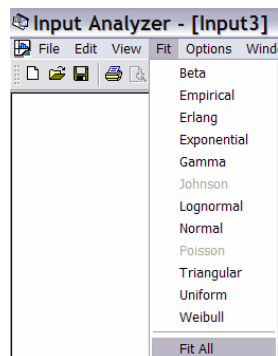 Input Analyzer - [Input3]
File Edit View Fit Options Wind
Beta
Empirical
Erlang
Exponential
Gamma
Johnson
Lognormal
Normal
Poisson
Triangular
Uniform
Weibull
Fit All